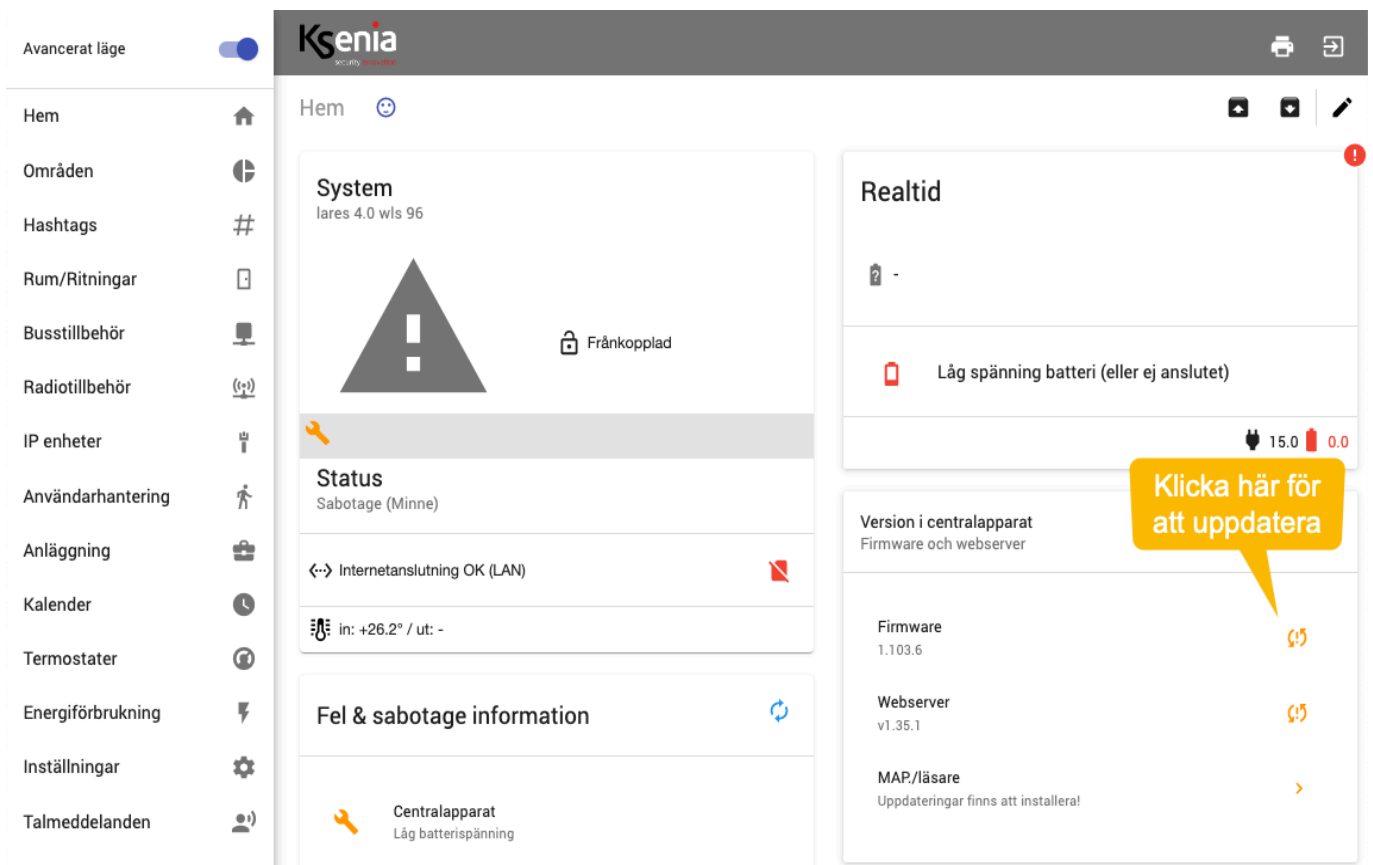 Avancerat läge
Hem
Områden
Hashtags
Rum/Ritningar
Busstillbehör
Radiotillbehör
IP enheter
Användarhantering
Anläggning
Kalender
Termostater
Energiförbrukning
Inställningar
Talmeddelanden
Ksenia
security innovation
Hem
System
lares 4.0 wls 96
Frånkopplad
Status
Sabotage (Minne)
Internetanslutning OK (LAN)
in: +26.2° / ut: -
Fel & sabotage information
Centralapparat
Låg batterispänning
Realtid
-
Låg spänning batteri (eller ej anslutet)
15.0 0.0
Klicka här för
att uppdatera
Version i centralapparat
Firmware och webserver
Firmware
1.103.6
Webserver
v1.35.1
MAP./läsare
Uppdateringar finns att installera!